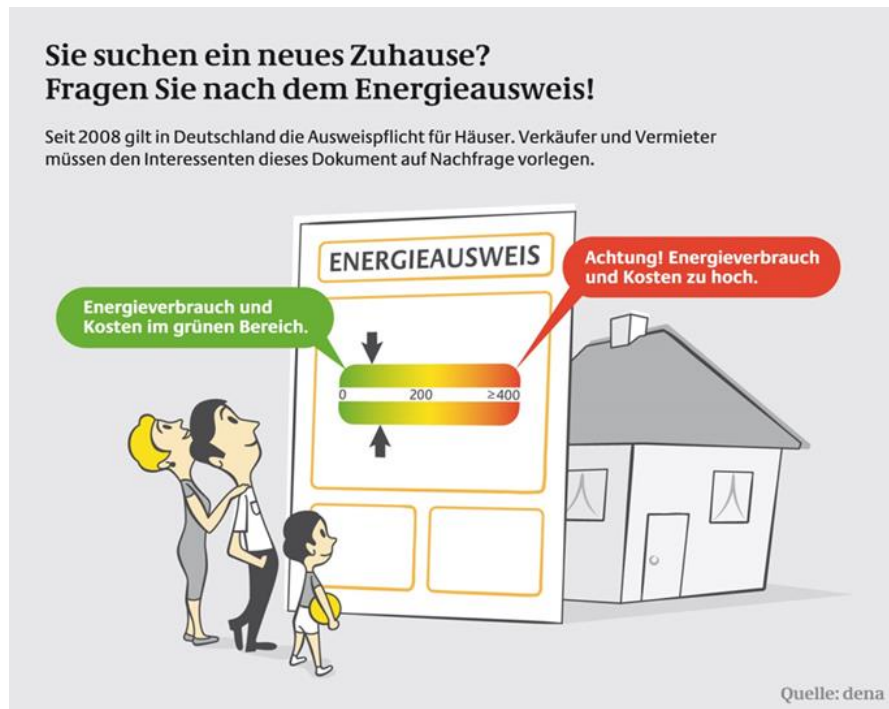 Sie suchen ein neues Zuhause?
Fragen Sie nach dem Energieausweis!
Seit 2008 gilt in Deutschland die Ausweispflicht für Häuser. Verkäufer und Vermieter
müssen den Interessenten dieses Dokument auf Nachfrage vorlegen.
ENERGIEAUSWEIS
Achtung! Energieverbrauch
und Kosten zu hoch.
Energieverbrauch und
Kosten im grünen Bereich.
0 200 ≥400
Quelle: dena